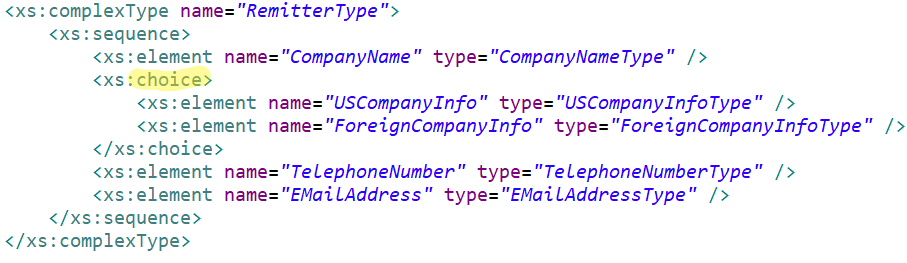 <xs:complexType name="RemitterType">
<xs:sequence>
<xs:element name="CompanyName" type="CompanyNameType" />
<xs:choice>
<xs:element name="USCompanyInfo" type="USCompanyInfoType" />
<xs:element name="ForeignCompanyInfo" type="ForeignCompanyInfoType" />
</xs:choice>
<xs:element name="TelephoneNumber" type="TelephoneNumberType" />
<xs:element name="EMailAddress" type="EMailAddressType" />
</xs:sequence>
</xs:complexType>